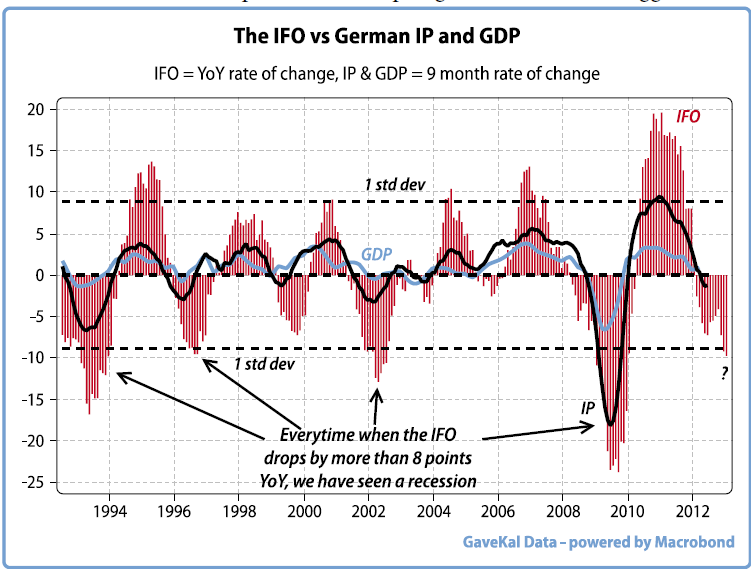 The IFO vs German IP and GDP
IFO = YoY rate of change, IP & GDP = 9 month rate of change
20
15
10
5
0
-5
-10
-15
-20
-25
IFO
1 std dev
GDP
1 std dev
?
IP
Everytime when the IFO
drops by more than 8 points
YoY, we have seen a recession
1994 1996 1998 2000 2002 2004 2006 2008 2010 2012
GaveKal Data – powered by Macrobond